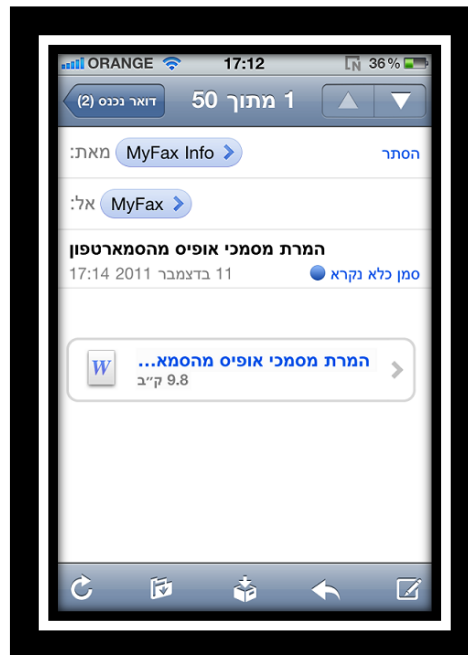 ORANGE 17:12 36%
דואר נכנס (2) 1 מתוך 50
מאת: MyFax Info הסתר
אל: MyFax
המרת מסמכי אופיס מהסמארטפון
11 בדצמבר 2011 17:14 סמן כלא נקרא
W המרת מסמכי אופיס מהסמא...
9.8 ק״ב